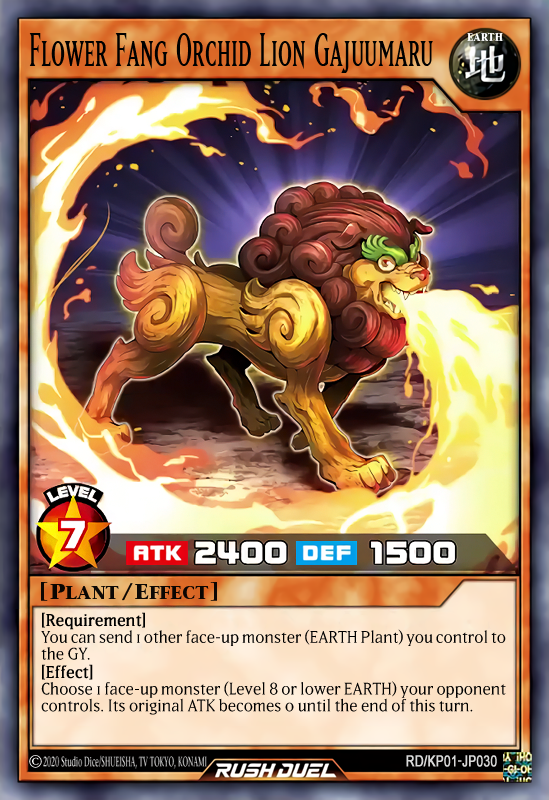 Flower Fang Orchid Lion Gajuumaru
EARTH
地
LEVEL
7
ATK 2400 DEF 1500
[Plant/Effect]
[Requirement]
You can send 1 other face-up monster (EARTH Plant) you control to
the GY.
[Effect]
Choose 1 face-up monster (Level 8 or lower EARTH) your opponent
controls. Its original ATK becomes 0 until the end of this turn.
©2020 Studio Dice/SHUEISHA, TV TOKYO, KONAMI
RUSH DUEL
RD/KP01-JP030